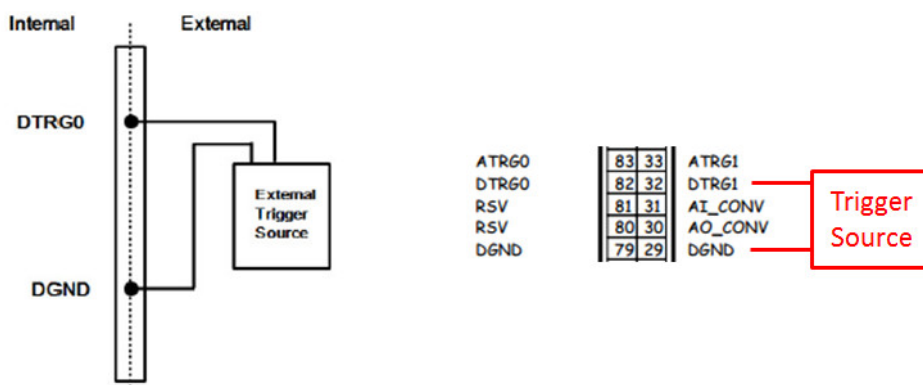 Internal External
DTRG0
External
Trigger
Source
DGND
ATRG0 83 33 ATRG1
DTRG0 82 32 DTRG1
RSV 81 31 AI_CONV
RSV 80 30 AO_CONV
DGND 79 29 DGND
Trigger
Source